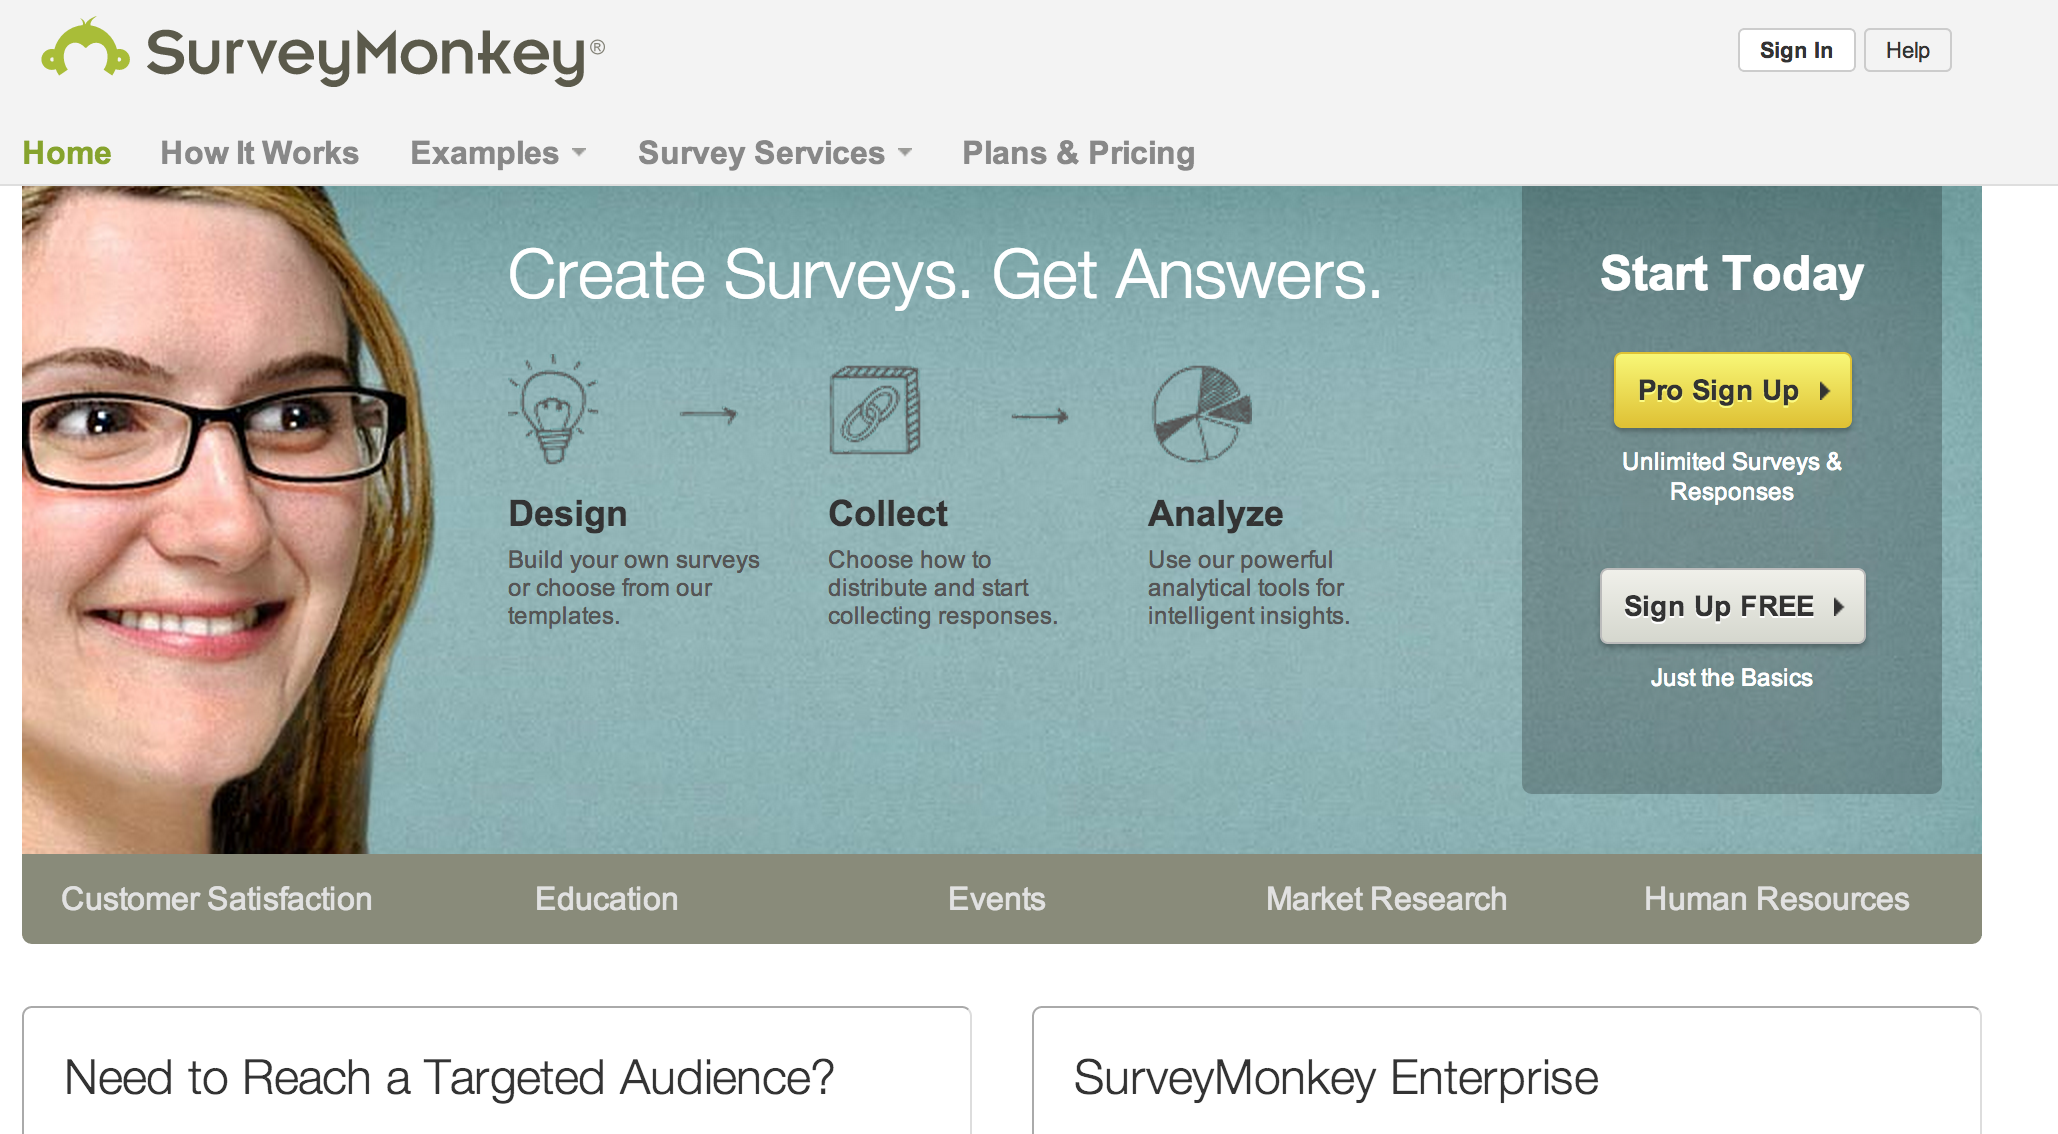 SurveyMonkey®
Sign In
Help
Home
How It Works
Examples
Survey Services
Plans & Pricing
Create Surveys. Get Answers.
Design
Build your own surveys
or choose from our
templates.
Collect
Choose how to
distribute and start
collecting responses.
Analyze
Use our powerful
analytical tools for
intelligent insights.
Start Today
Pro Sign Up
Unlimited Surveys &
Responses
Sign Up FREE
Just the Basics
Customer Satisfaction
Education
Events
Market Research
Human Resources
Need to Reach a Targeted Audience?
SurveyMonkey Enterprise